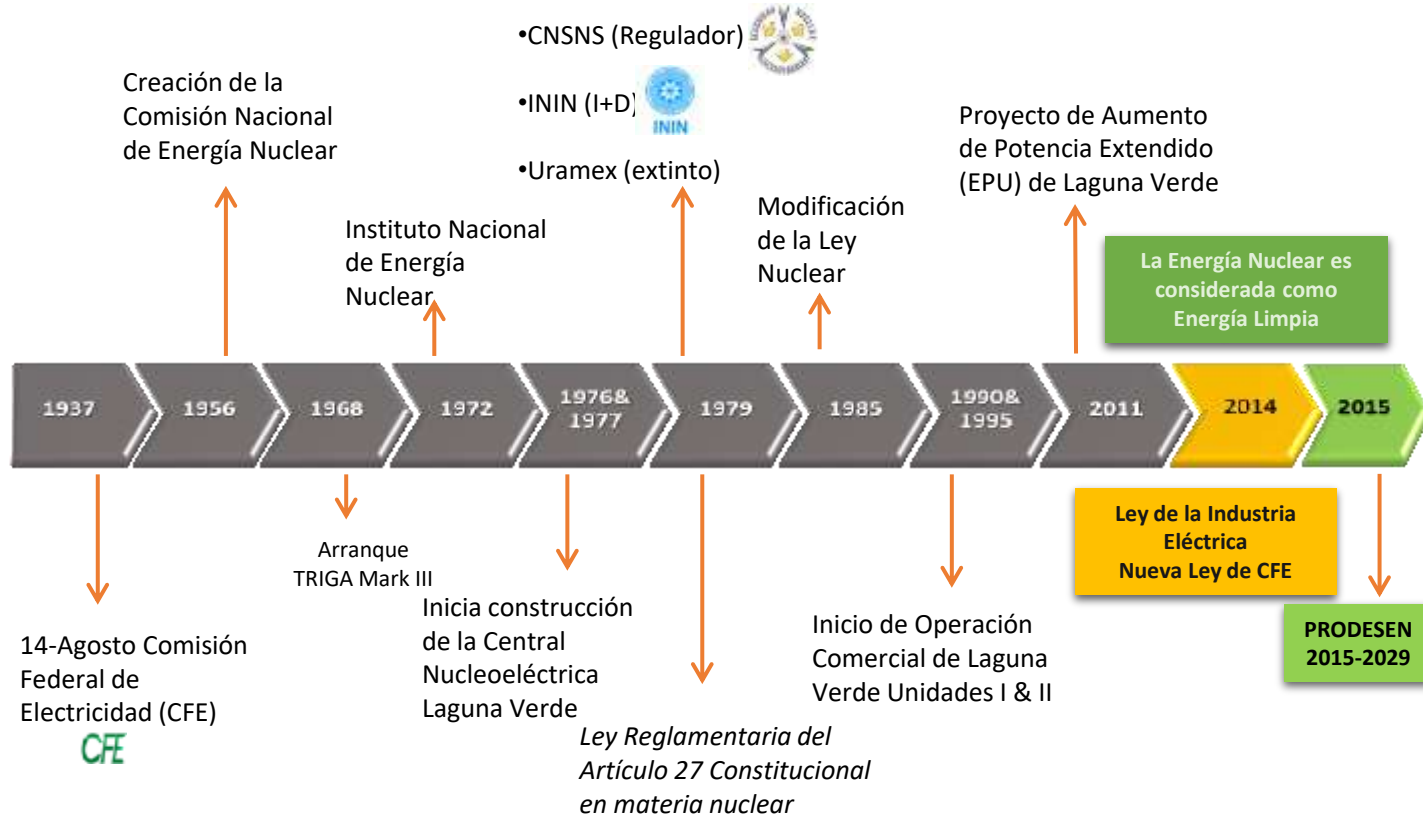 •CNSNS (Regulador)
•ININ (I+D)
ININ
•Uramex (extinto)
Creación de la
Comisión Nacional
de Energía Nuclear
Instituto Nacional
de Energía
Nuclear
Modificación
de la Ley
Nuclear
Proyecto de Aumento
de Potencia Extendido
(EPU) de Laguna Verde
La Energía Nuclear es
considerada como
Energía Limpia
1937
1956
1968
1972
1976&
1977
1979
1985
1990&
1995
2011
2014
2015
14-Agosto Comisión
Federal de
Electricidad (CFE)
CFE
Arranque
TRIGA Mark III
Inicia construcción
de la Central
Nucleoeléctrica
Laguna Verde
Ley Reglamentaria del
Artículo 27 Constitucional
en materia nuclear
Inicio de Operación
Comercial de Laguna
Verde Unidades I & II
Ley de la Industria
Eléctrica
Nueva Ley de CFE
PRODESEN
2015-2029